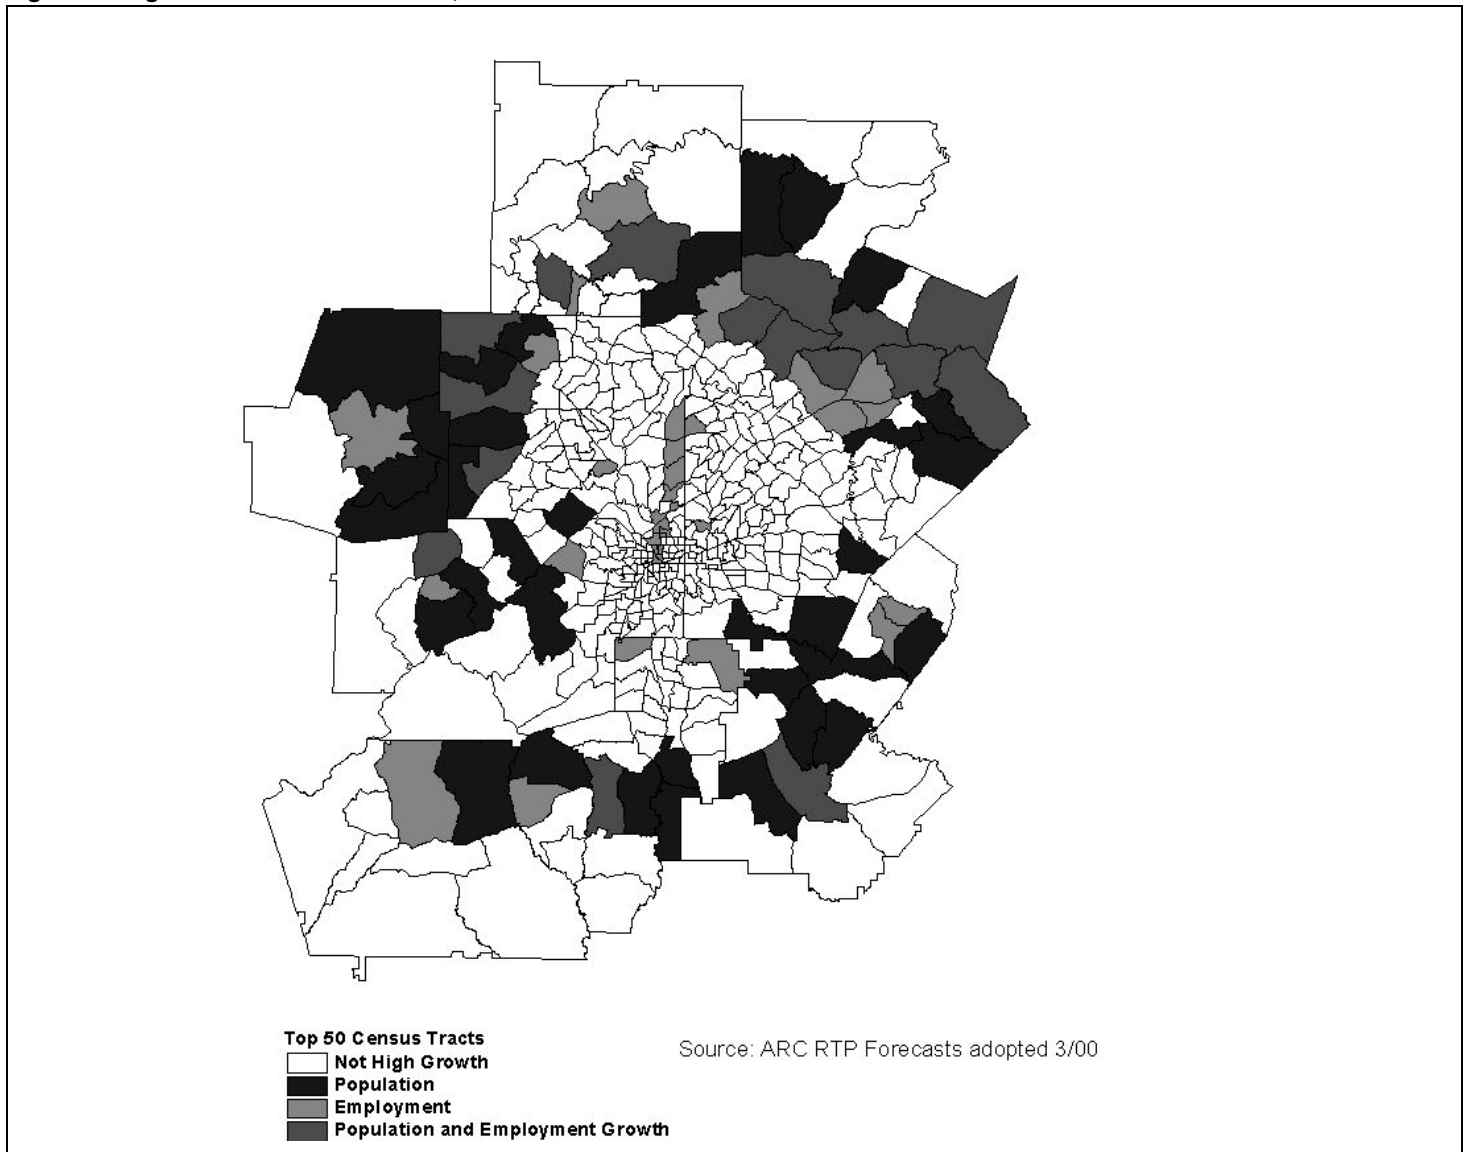 Top 50 Census Tracts
Not High Growth
Population
Employment
Population and Employment Growth
Source: ARC RTP Forecasts adopted 3/00